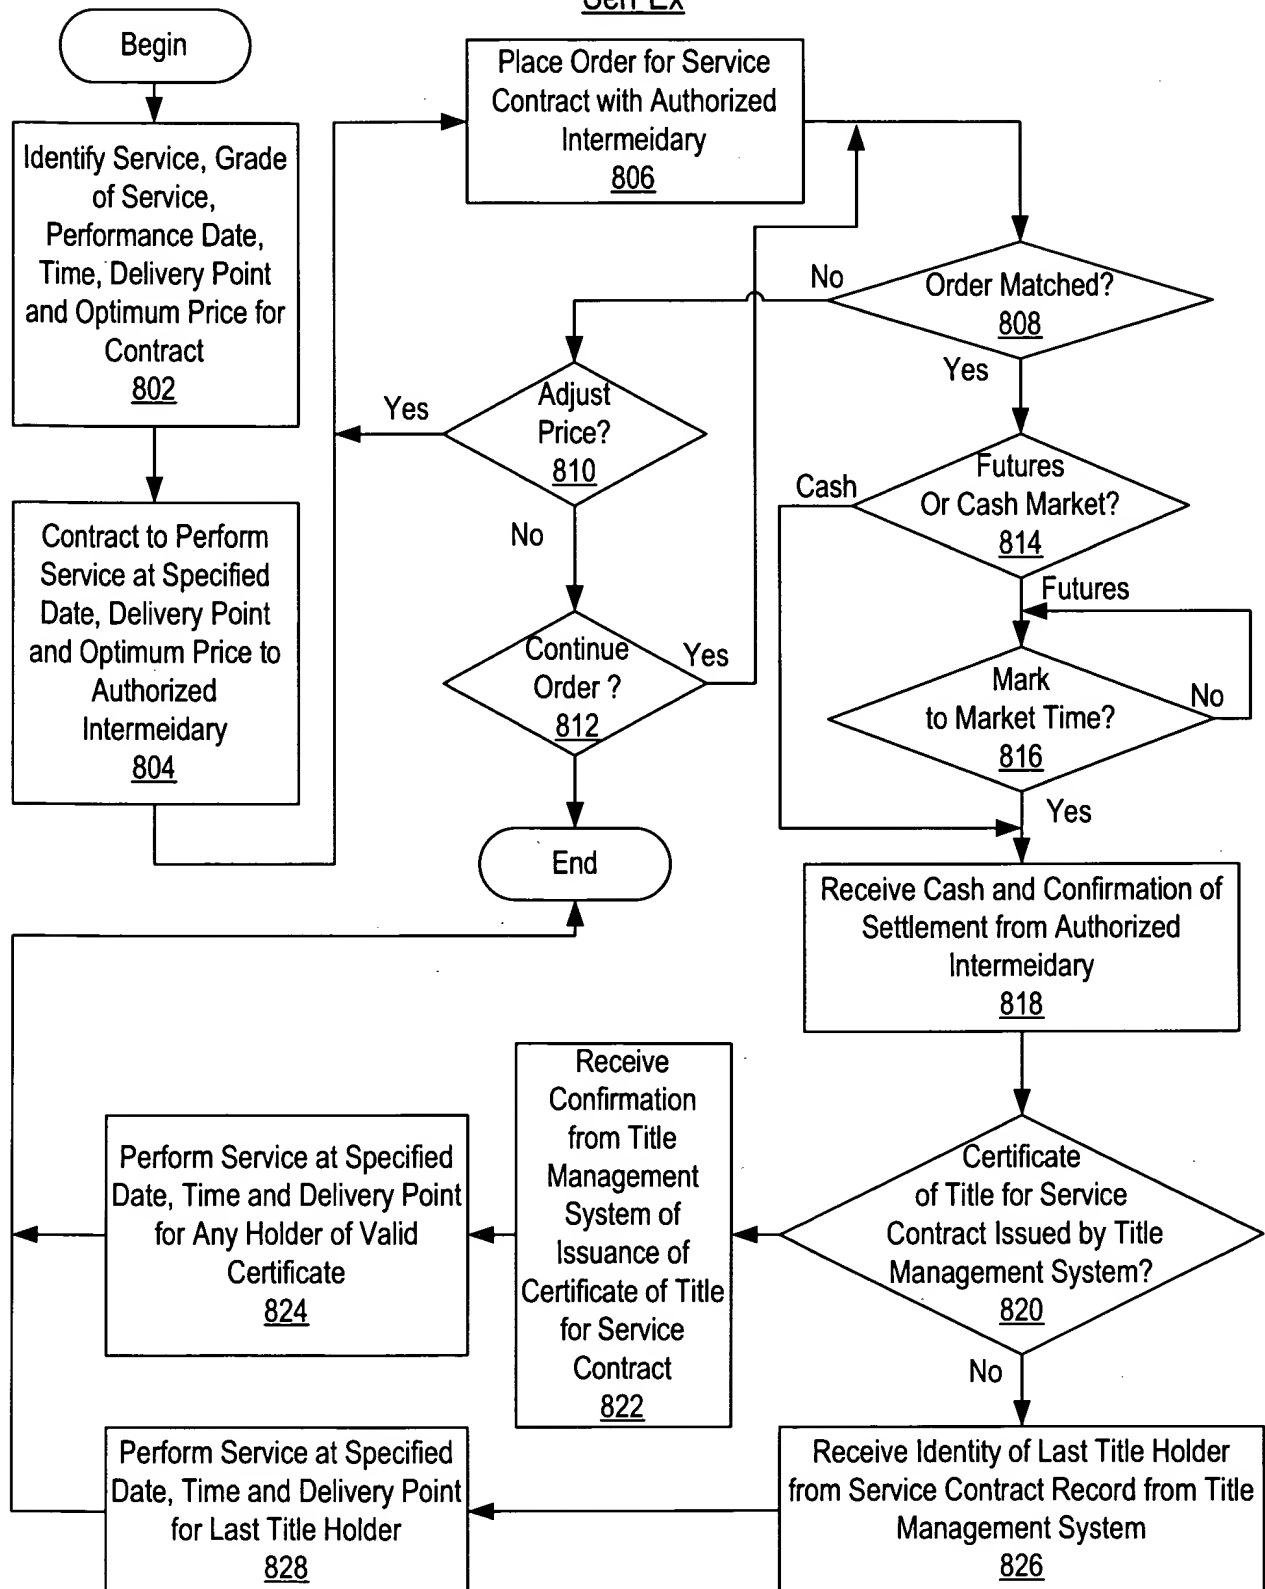 Begin
Identify Service, Grade
of Service,
Performance Date,
Time, Delivery Point
and Optimum Price for
Contract
802
Contract to Perform
Service at Specified
Date, Delivery Point
and Optimum Price to
Authorized
Intermeidary
804
Place Order for Service
Contract with Authorized
Intermeidary
806
Order Matched?
808
No
Yes
Adjust
Price?
810
Yes
No
Continue
Order ?
812
Yes
End
Futures
Or Cash Market?
814
Cash
Futures
Mark
to Market Time?
816
No
Yes
Receive Cash and Confirmation of
Settlement from Authorized
Intermeidary
818
Certificate
of Title for Service
Contract Issued by Title
Management System?
820
No
Receive
Confirmation
from Title
Management
System of
Issuance of
Certificate of Title
for Service
Contract
822
Perform Service at Specified
Date, Time and Delivery Point
for Any Holder of Valid
Certificate
824
Receive Identity of Last Title Holder
from Service Contract Record from Title
Management System
826
Perform Service at Specified
Date, Time and Delivery Point
for Last Title Holder
828